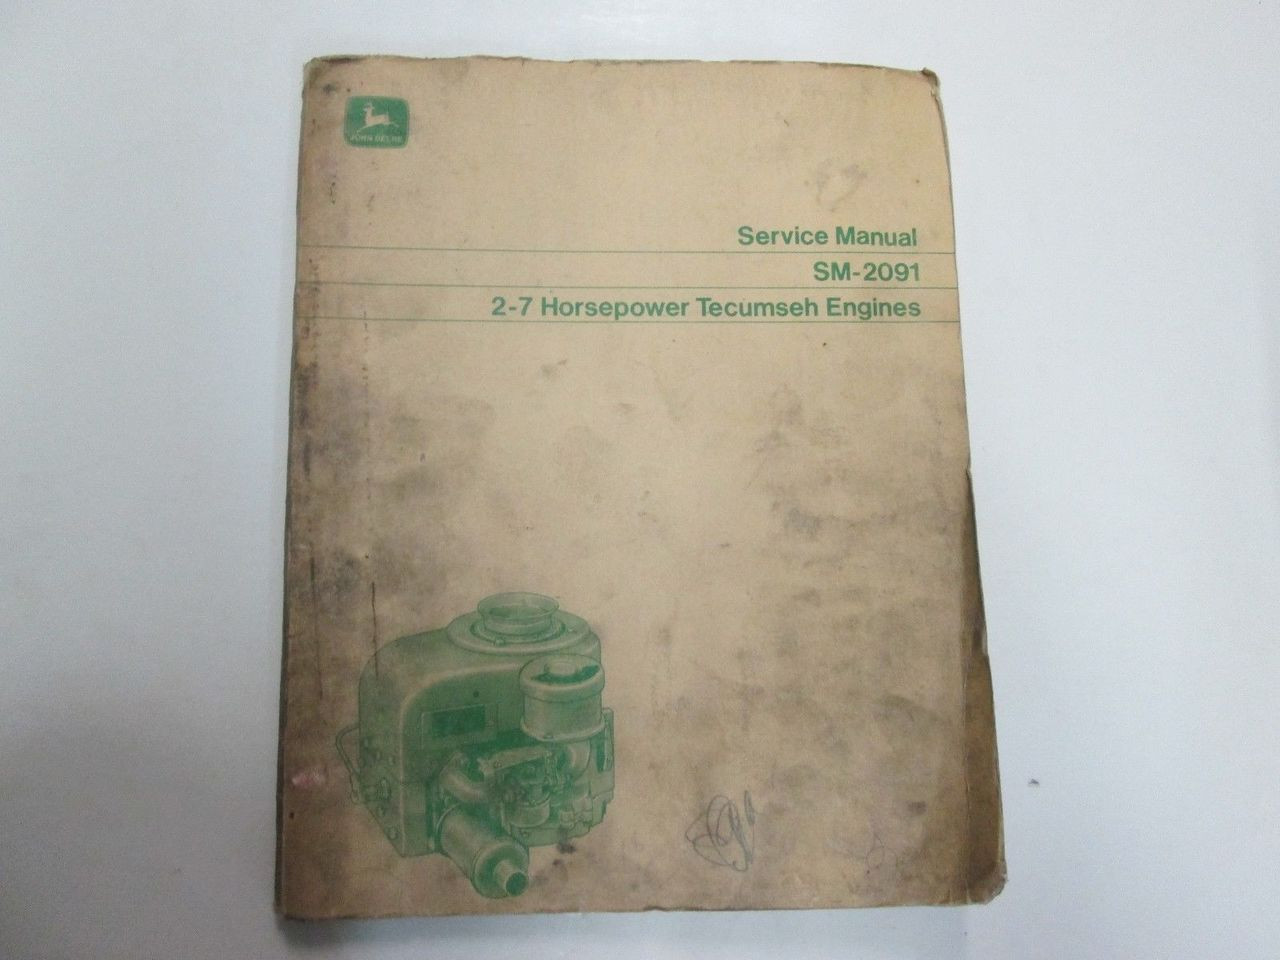 JOHN DEERE
Service Manual
SM-2091
2-7 Horsepower Tecumseh Engines